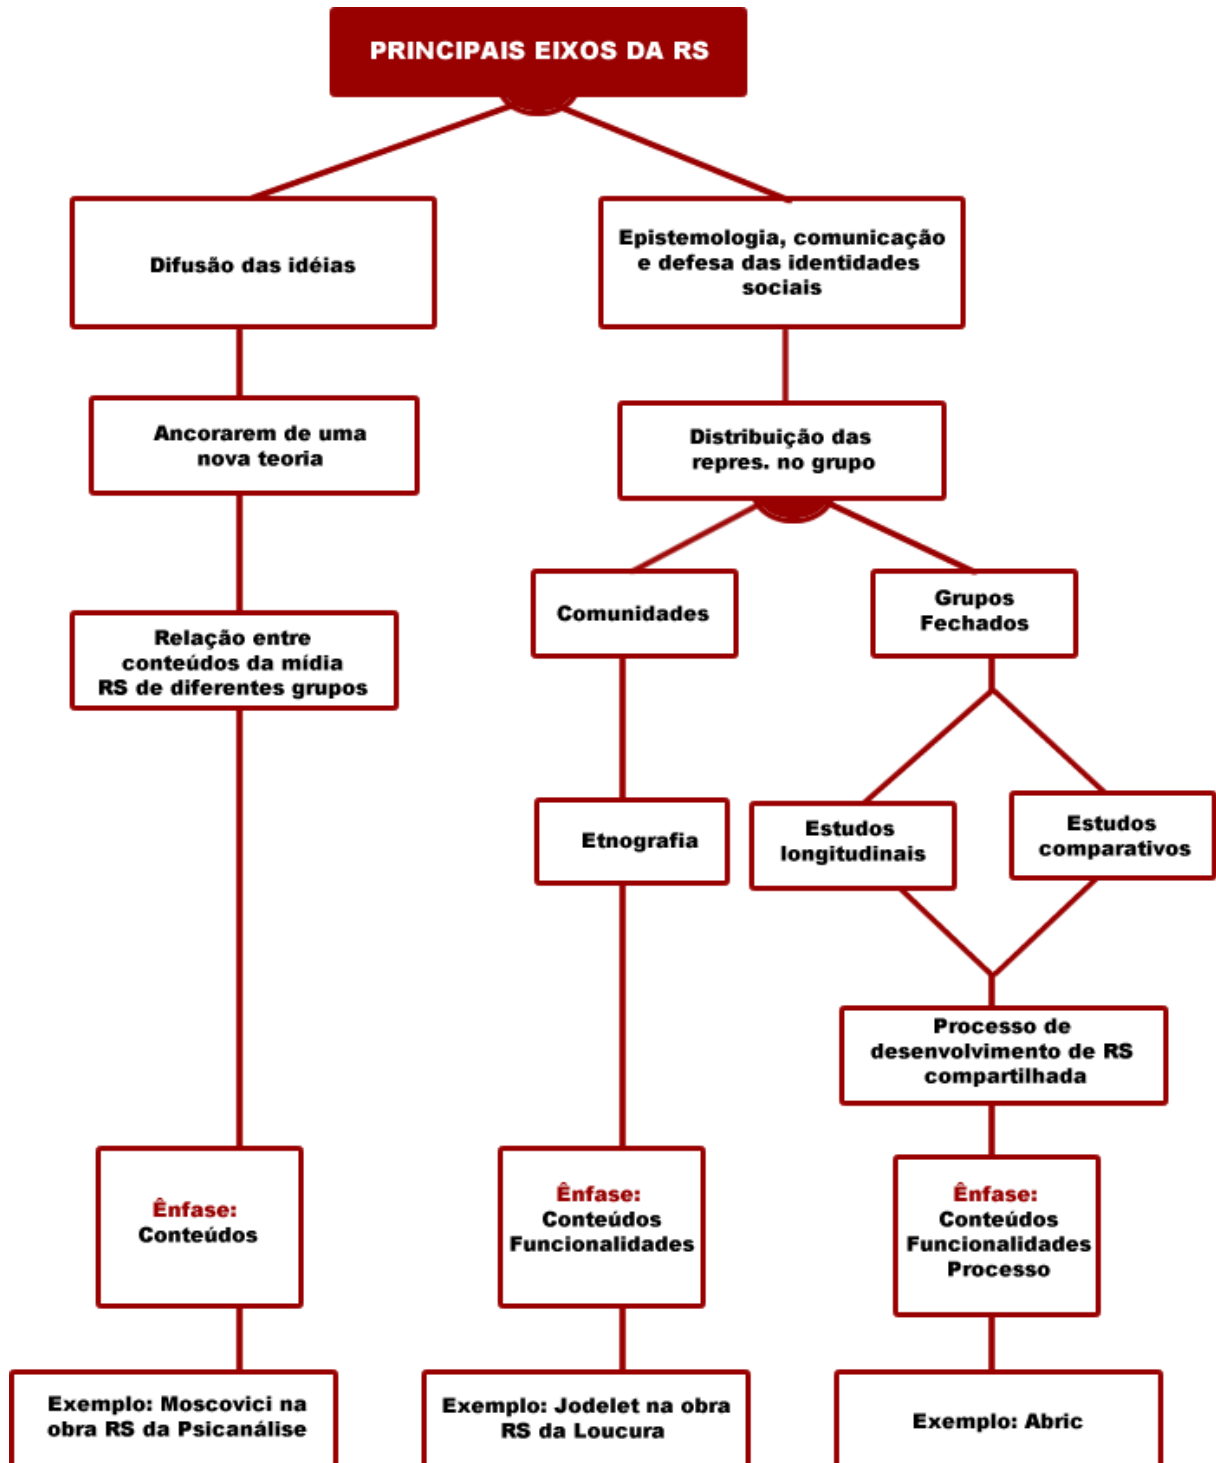 PRINCIPAIS EIXOS DA RS
Difusão das idéias
Epistemologia, comunicação
e defesa das identidades
sociais
Ancorarem de uma
nova teoria
Distribuição das
repres. no grupo
Comunidades
Grupos
Fechados
Relação entre
conteúdos da mídia
RS de diferentes grupos
Etnografia
Estudos
longitudinais
Estudos
comparativos
Processo de
desenvolvimento de RS
compartilhada
Ênfase:
Conteúdos
Ênfase:
Conteúdos
Funcionalidades
Ênfase:
Conteúdos
Funcionalidades
Processo
Exemplo: Moscovici na
obra RS da Psicanálise
Exemplo: Jodelet na obra
RS da Loucura
Exemplo: Abric